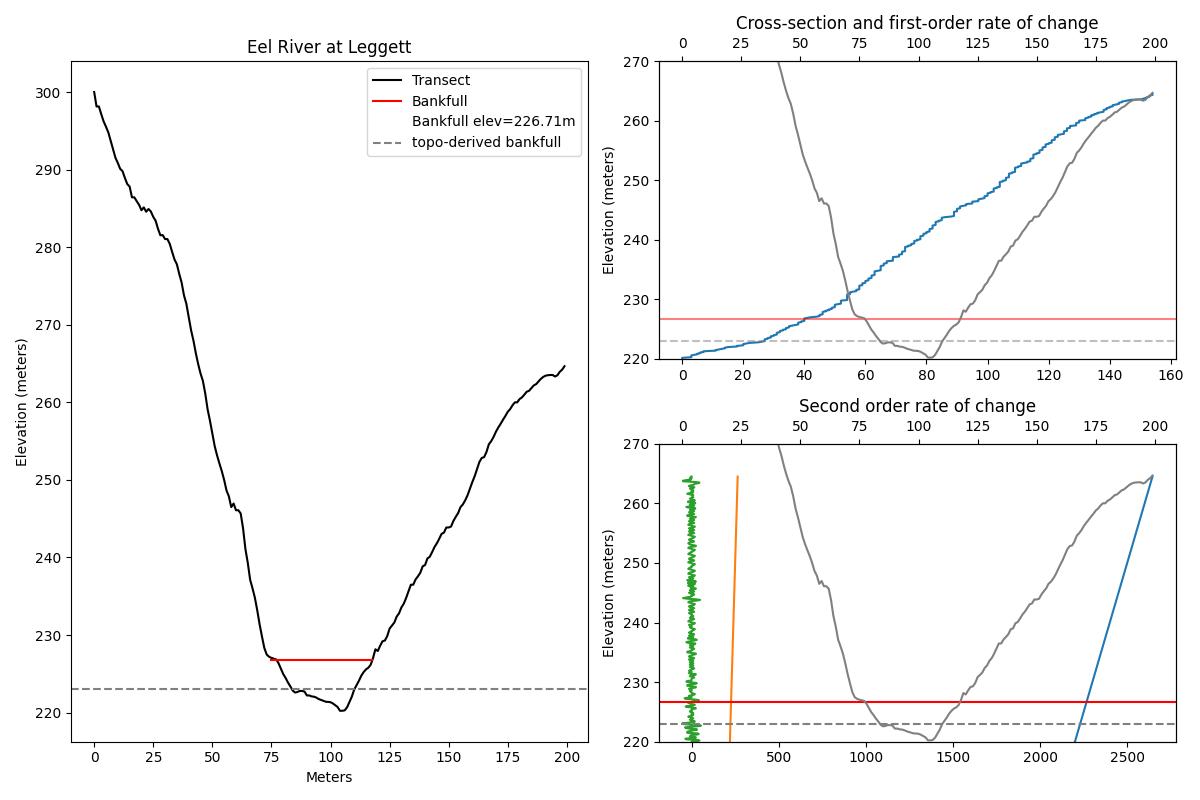 Eel River at Leggett
Transect
Bankfull
Bankfull elev=226.71m
topo-derived bankfull
300
290
280
270
260
250
240
230
220
Elevation (meters)
0 25 50 75 100 125 150 175 200
Meters
Cross-section and first-order rate of change
0 25 50 75 100 125 150 175 200
270
260
250
240
230
220
Elevation (meters)
0 20 40 60 80 100 120 140 160
Second order rate of change
0 25 50 75 100 125 150 175 200
270
260
250
240
230
220
Elevation (meters)
0 500 1000 1500 2000 2500